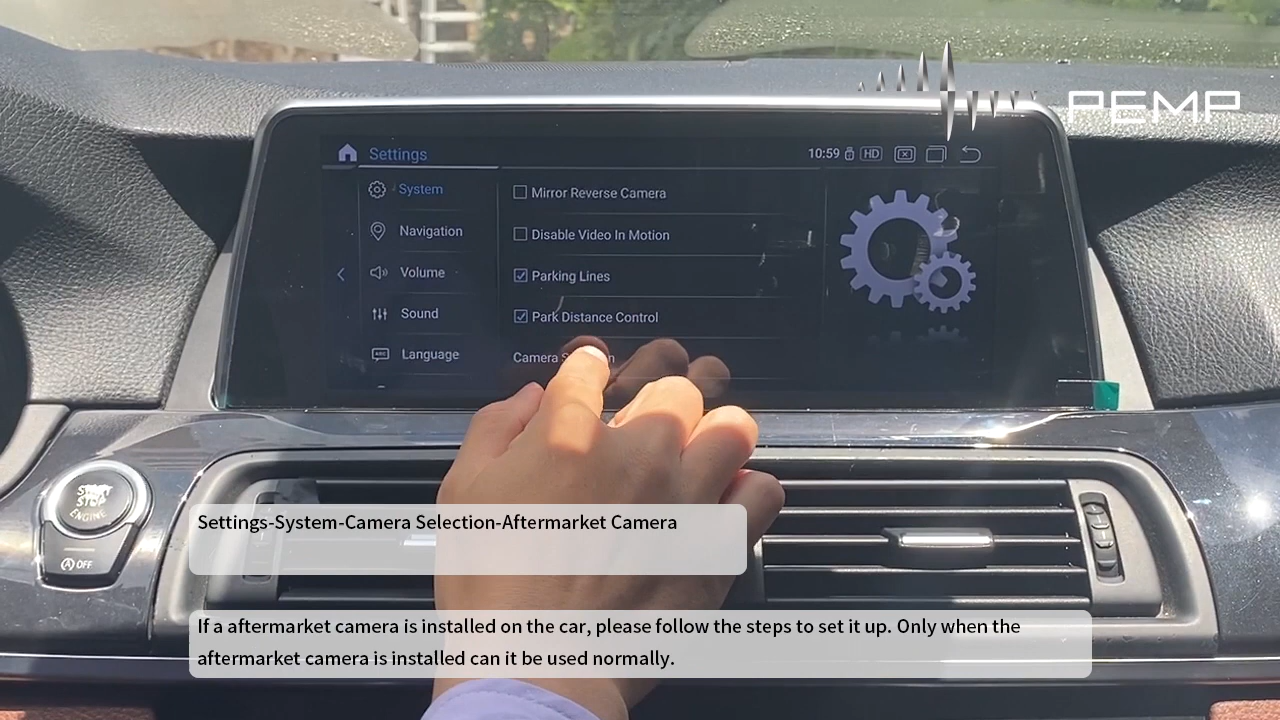 PEMP
Settings
10:59
HD
System
Navigation
Volume
Sound
Language
Mirror Reverse Camera
Disable Video In Motion
Parking Lines
Park Distance Control
Camera
START
STOP
ENGINE
A OFF
Settings-System-Camera Selection-Aftermarket Camera
If a aftermarket camera is installed on the car, please follow the steps to set it up. Only when the
aftermarket camera is installed can it be used normally.